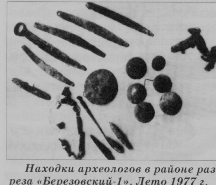 Находки археологов в районе раз
реза «Березовский-1». Лето 1977 г.